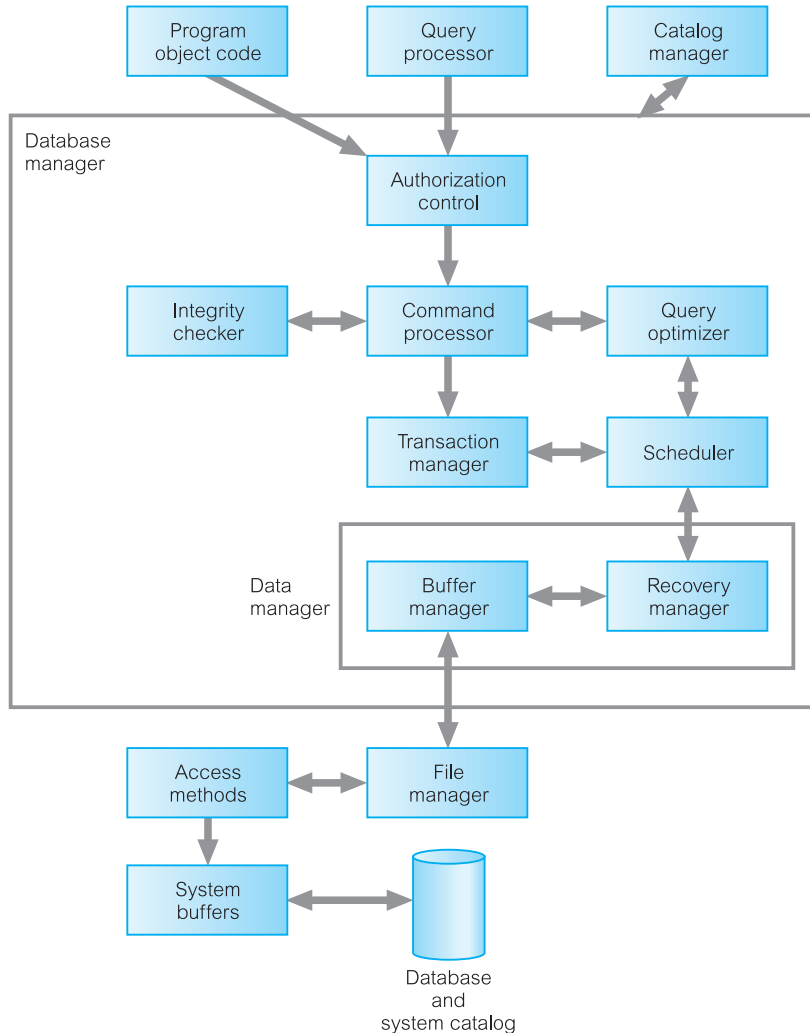 Program
object code
Query
processor
Catalog
manager
Database
manager
Authorization
control
Integrity
checker
Command
processor
Query
optimizer
Transaction
manager
Scheduler
Data
manager
Buffer
manager
Recovery
manager
Access
methods
File
manager
System
buffers
Database
and
system catalog